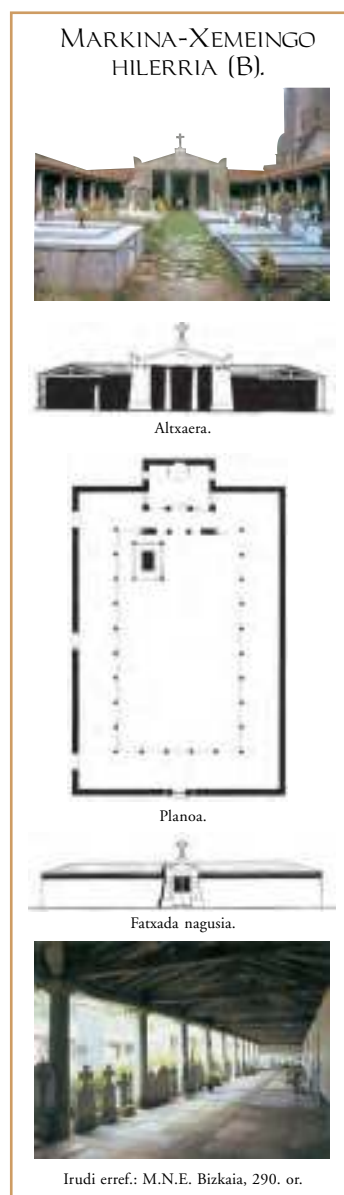 MARKINA-XEMEINGO
HILERRIA (B).
Altxaera.
Planoa.
Fatxada nagusia.
Irudi erref.: M.N.E. Bizkaia, 290. or.